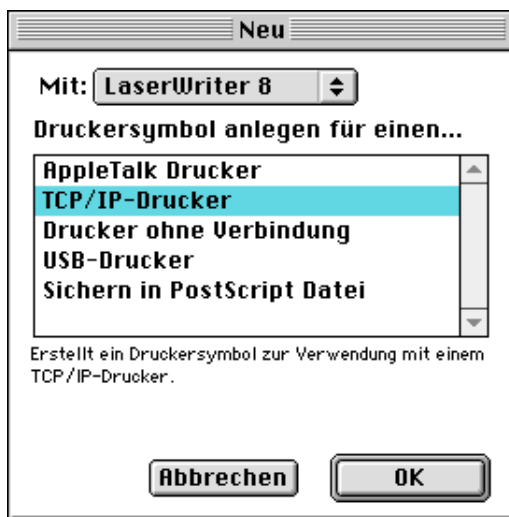 Neu
Mit: LaserWriter 8
Druckersymbol anlegen für einen...
AppleTalk Drucker
TCP/IP-Drucker
Drucker ohne Verbindung
USB-Drucker
Sichern in PostScript Datei
Erstellt ein Druckersymbol zur Verwendung mit einem
TCP/IP-Drucker.
Abbrechen OK